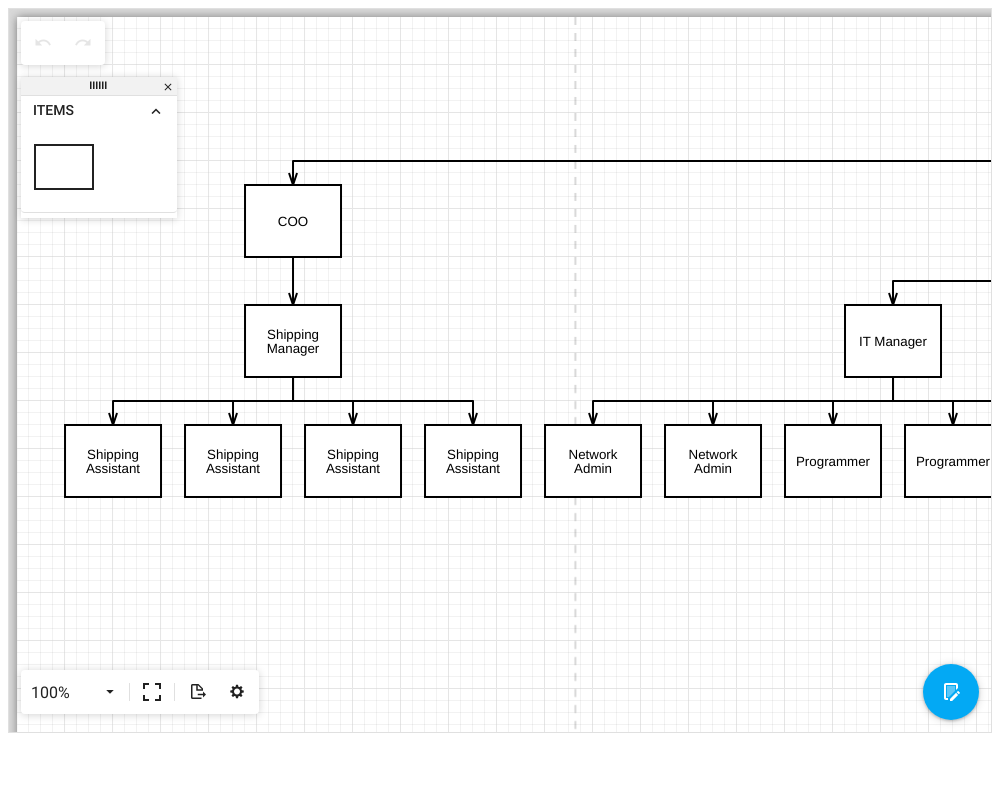 ITEMS
COO
Shipping
Manager
IT Manager
Shipping
Assistant
Shipping
Assistant
Shipping
Assistant
Shipping
Assistant
Network
Admin
Network
Admin
Programmer
Programmer
100%